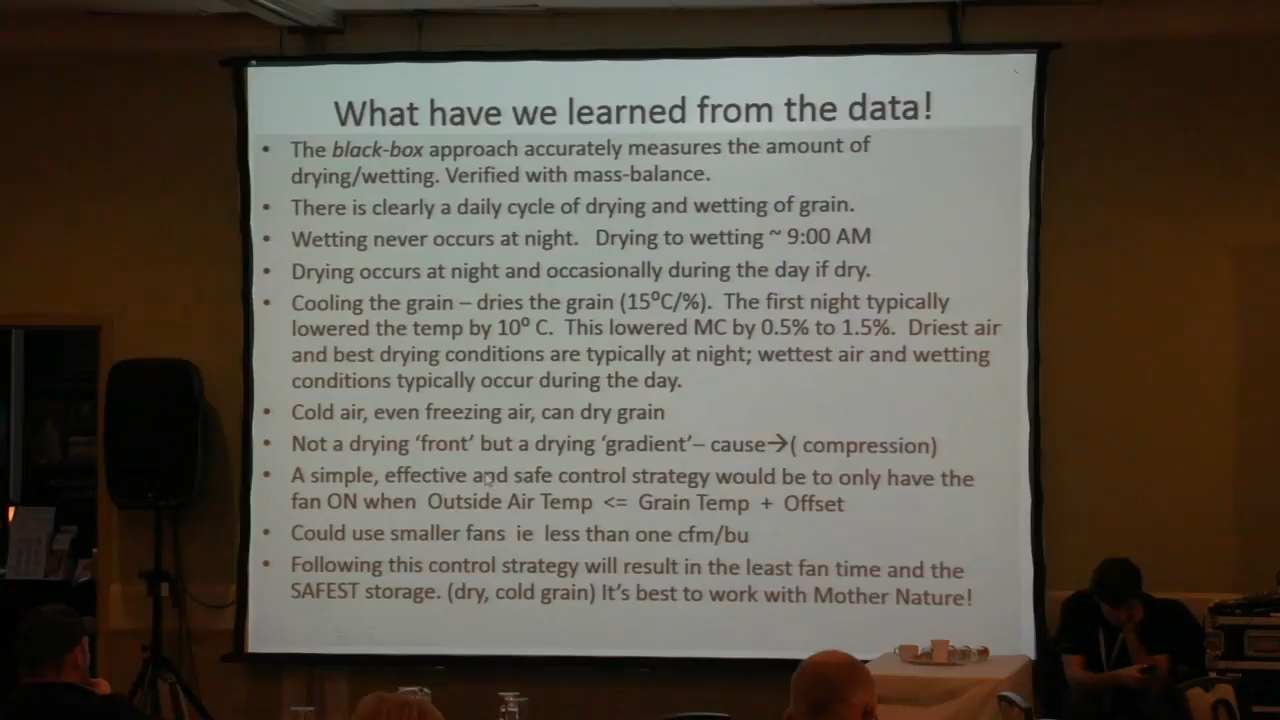 What have we learned from the data!
• The black-box approach accurately measures the amount of
drying/wetting. Verified with mass-balance.
• There is clearly a daily cycle of drying and wetting of grain.
• Wetting never occurs at night. Drying to wetting ~ 9:00 AM
• Drying occurs at night and occasionally during the day if dry.
• Cooling the grain – dries the grain (15⁰C/%). The first night typically
lowered the temp by 10⁰ C. This lowered MC by 0.5% to 1.5%. Driest air
and best drying conditions are typically at night; wettest air and wetting
conditions typically occur during the day.
• Cold air, even freezing air, can dry grain
• Not a drying ‘front’ but a drying ‘gradient’– cause→( compression)
• A simple, effective and safe control strategy would be to only have the
fan ON when Outside Air Temp <= Grain Temp + Offset
• Could use smaller fans ie less than one cfm/bu
• Following this control strategy will result in the least fan time and the
SAFEST storage. (dry, cold grain) It’s best to work with Mother Nature!